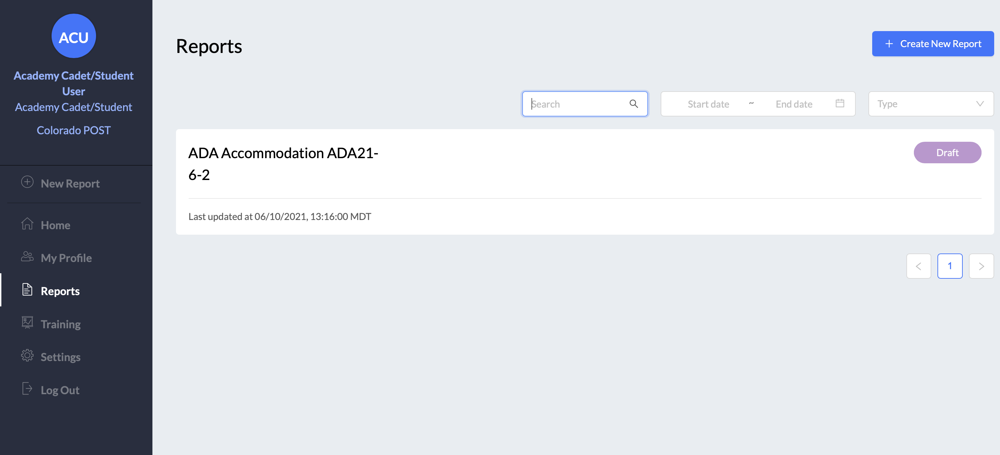 ACU
Academy Cadet/Student
User
Academy Cadet/Student
Colorado POST
New Report
Home
My Profile
Reports
Training
Settings
Log Out
Reports
Create New Report
Search
Start date ~ End date
Type
ADA Accommodation ADA21-
6-2
Draft
Last updated at 06/10/2021, 13:16:00 MDT
1